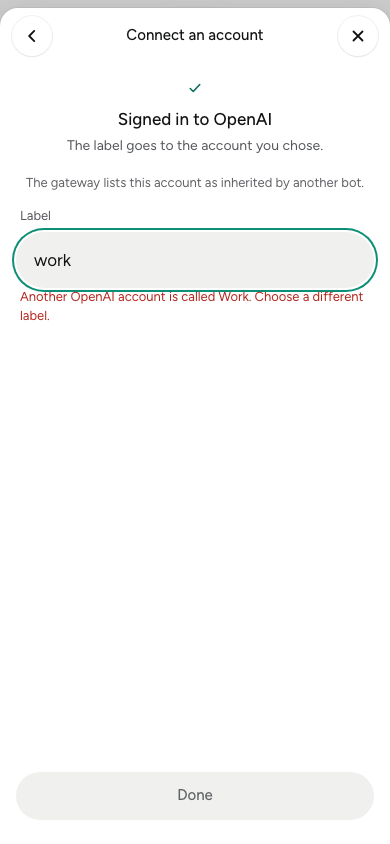 Connect an account
Signed in to OpenAI
The label goes to the account you chose.
The gateway lists this account as inherited by another bot.
Label
work
Another OpenAI account is called Work. Choose a different
label.
Done